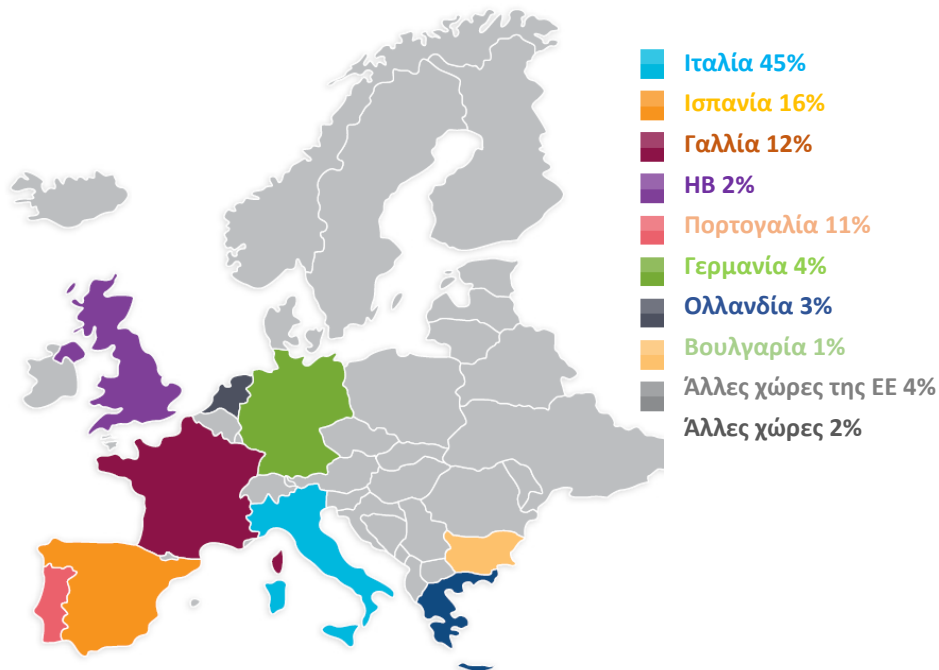 Ιταλία 45%
Ισπανία 16%
Γαλλία 12%
ΗΒ 2%
Πορτογαλία 11%
Γερμανία 4%
Ολλανδία 3%
Βουλγαρία 1%
Άλλες χώρες της ΕΕ 4%
Άλλες χώρες 2%